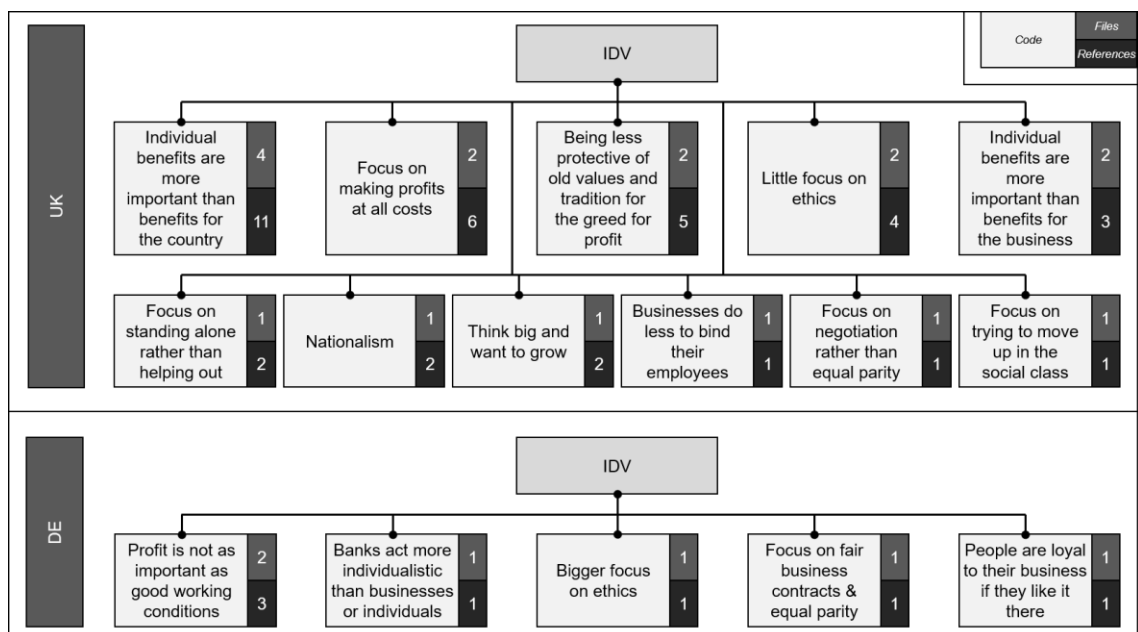 Code
Files
References
UK
IDV
Individual
benefits are
more
important than
benefits for
the country
4
11
Focus on
making profits
at all costs
2
6
Being less
protective of
old values and
tradition for
the greed for
profit
2
5
Little focus on
ethics
2
4
Individual
benefits are
more
important than
benefits for
the business
2
3
Focus on
standing alone
rather than
helping out
1
2
Nationalism
1
2
Think big and
want to grow
1
2
Businesses do
less to bind
their
employees
1
1
Focus on
negotiation
rather than
equal parity
1
1
Focus on
trying to move
up in the
social class
1
1
DE
IDV
Profit is not as
important as
good working
conditions
2
3
Banks act more
individualistic
than businesses
or individuals
1
1
Bigger focus
on ethics
1
1
Focus on fair
business
contracts &
equal parity
1
1
People are loyal
to their business
if they like it
there
1
1